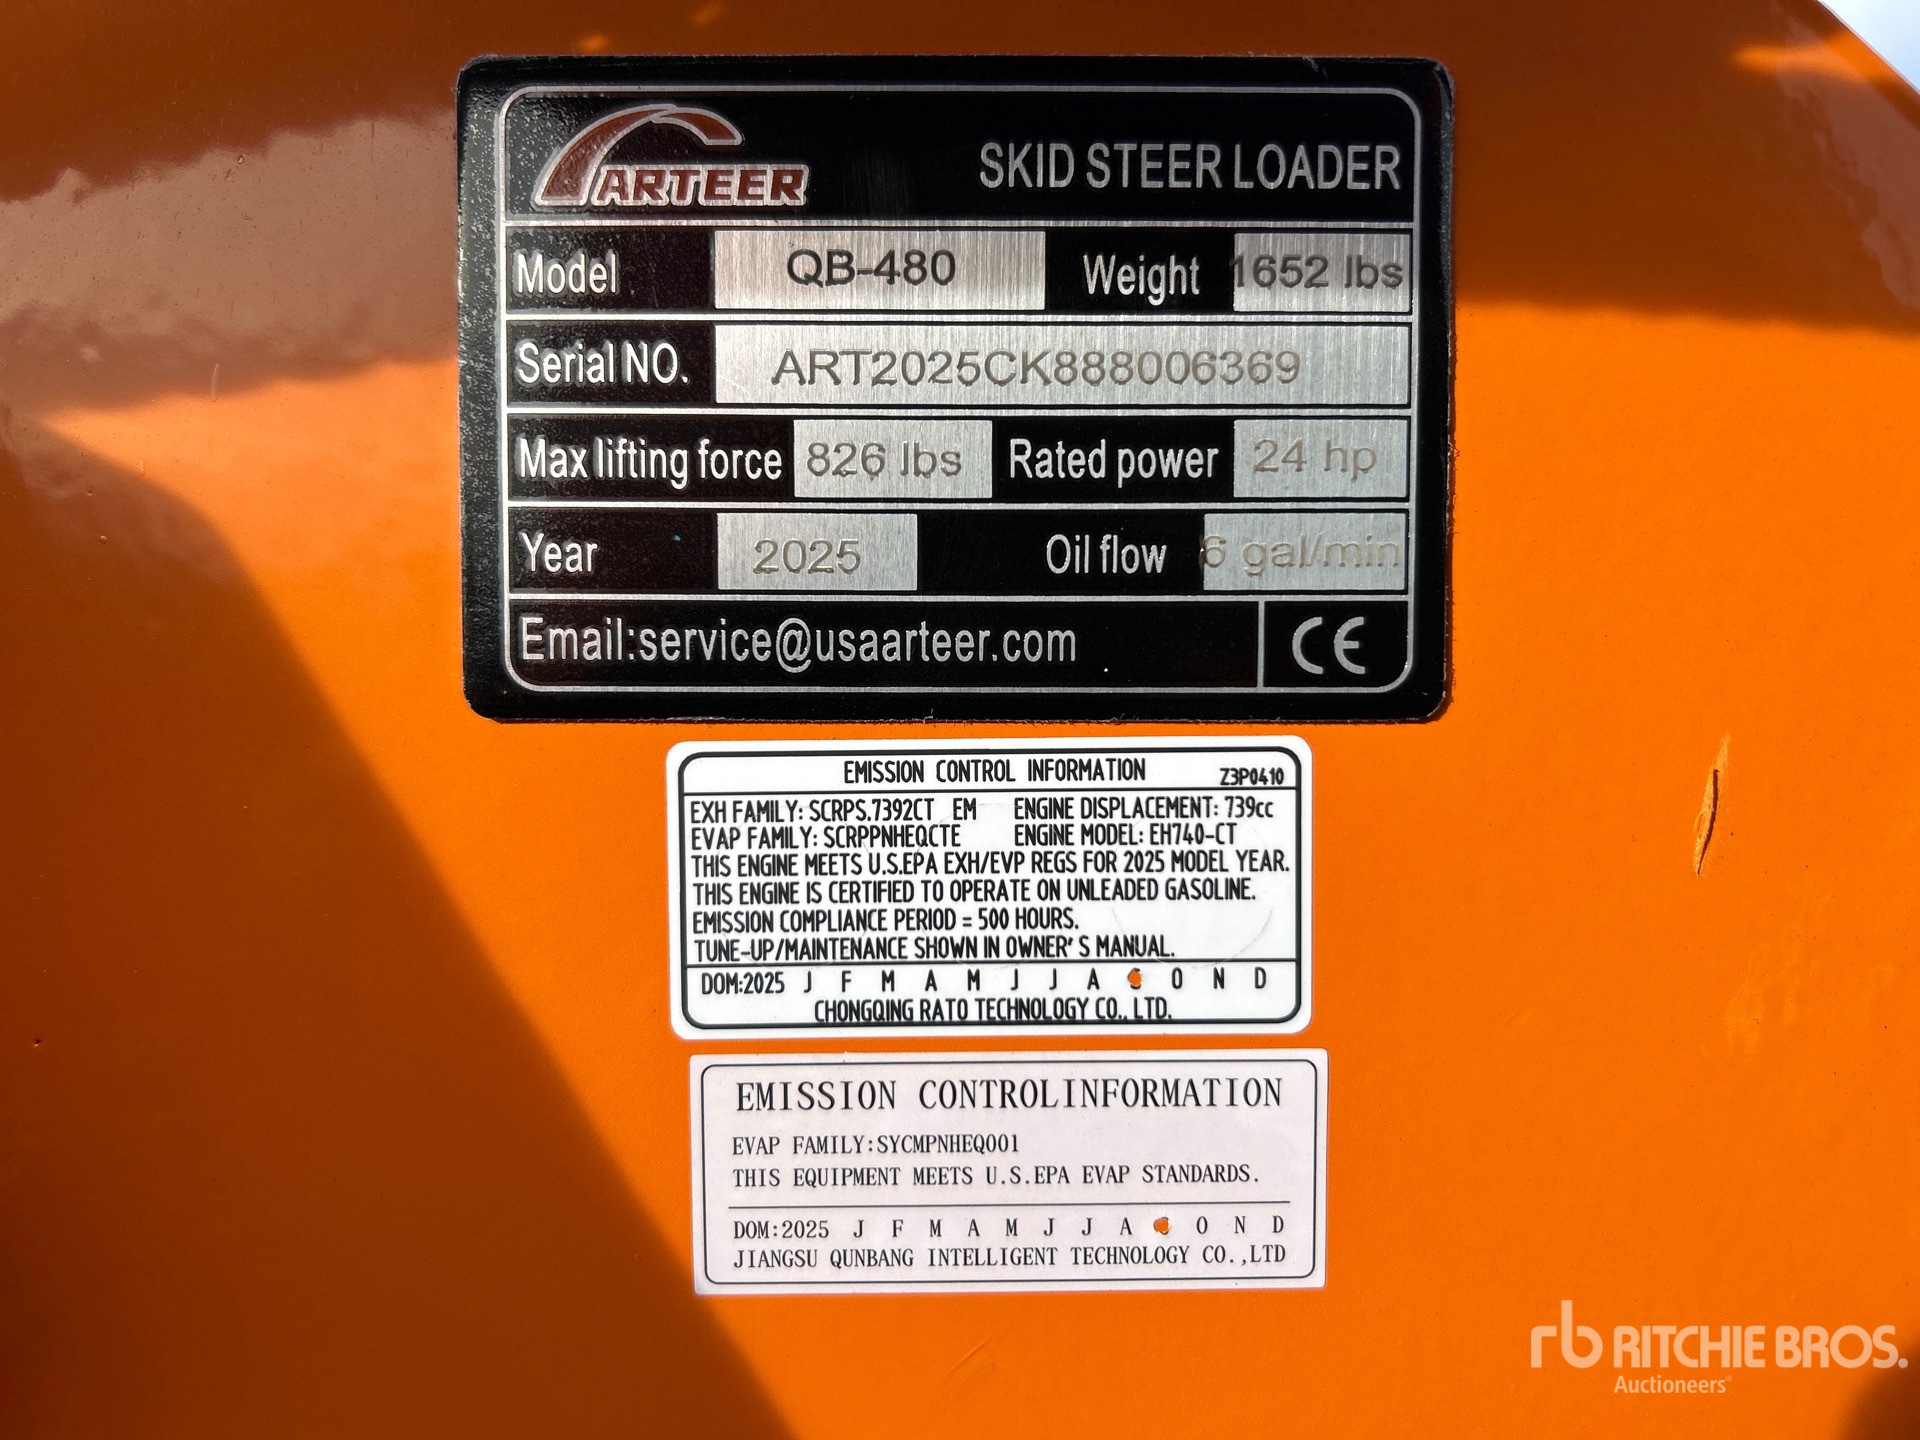 ARTEER
SKID STEER LOADER
Model QB-480 Weight 1652 lbs
Serial NO. ART2025CK888006369
Max lifting force 826 lbs Rated power 24 hp
Year 2025 Oil flow 6 gal/min
Email:service@usaarteer.com CE
EMISSION CONTROL INFORMATION Z3P0410
EXH FAMILY: SCRPS.7392CT EM ENGINE DISPLACEMENT: 739cc
EVAP FAMILY: SCRPPNHEQCTE ENGINE MODEL: EH740-CT
THIS ENGINE MEETS U.S.EPA EXH/EVP REGS FOR 2025 MODEL YEAR.
THIS ENGINE IS CERTIFIED TO OPERATE ON UNLEADED GASOLINE.
EMISSION COMPLIANCE PERIOD = 500 HOURS.
TUNE-UP/MAINTENANCE SHOWN IN OWNER'S MANUAL.
DOM:2025 J F M A M J J A O N D
CHONGQING RATO TECHNOLOGY CO., LTD.
EMISSION CONTROLINFORMATION
EVAP FAMILY:SYCMPNHEQ001
THIS EQUIPMENT MEETS U.S.EPA EVAP STANDARDS.
DOM:2025 J F M A M J J A O N D
JIANGSU QUNBANG INTELLIGENT TECHNOLOGY CO.,LTD
rb RITCHIE BROS.
Auctioneers